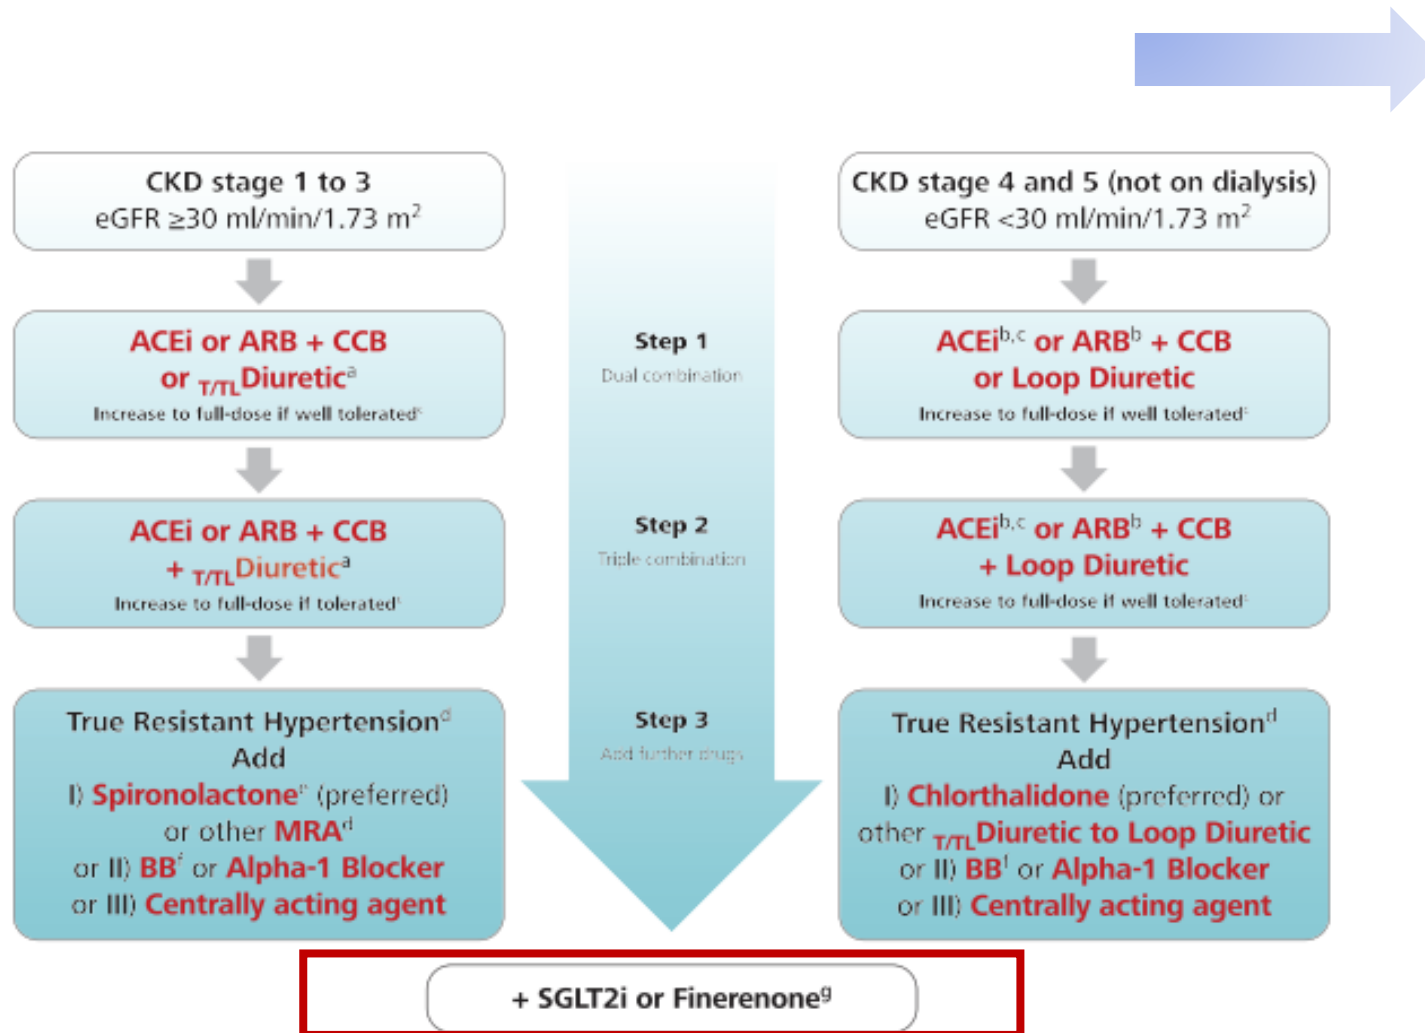 CKD stage 1 to 3
eGFR ≥30 ml/min/1.73 m²
ACEi or ARB + CCB
or T/TLDiureticᵃ
Increase to full-dose if well toleratedᶜ
ACEi or ARB + CCB
+ T/TLDiureticᵃ
Increase to full-dose if toleratedᶜ
True Resistant Hypertensionᵈ
Add
I) Spironolactoneᵉ (preferred)
or other MRAᵈ
or II) BBᶠ or Alpha-1 Blocker
or III) Centrally acting agent
Step 1
Dual combination
Step 2
Triple combination
Step 3
Add further drugs
CKD stage 4 and 5 (not on dialysis)
eGFR <30 ml/min/1.73 m²
ACEiᵇ,ᶜ or ARBᵇ + CCB
or Loop Diuretic
Increase to full-dose if well toleratedᶜ
ACEiᵇ,ᶜ or ARBᵇ + CCB
+ Loop Diuretic
Increase to full-dose if well toleratedᶜ
True Resistant Hypertensionᵈ
Add
I) Chlorthalidone (preferred) or
other T/TLDiuretic to Loop Diuretic
or II) BBᶠ or Alpha-1 Blocker
or III) Centrally acting agent
+ SGLT2i or Finerenoneᵍ